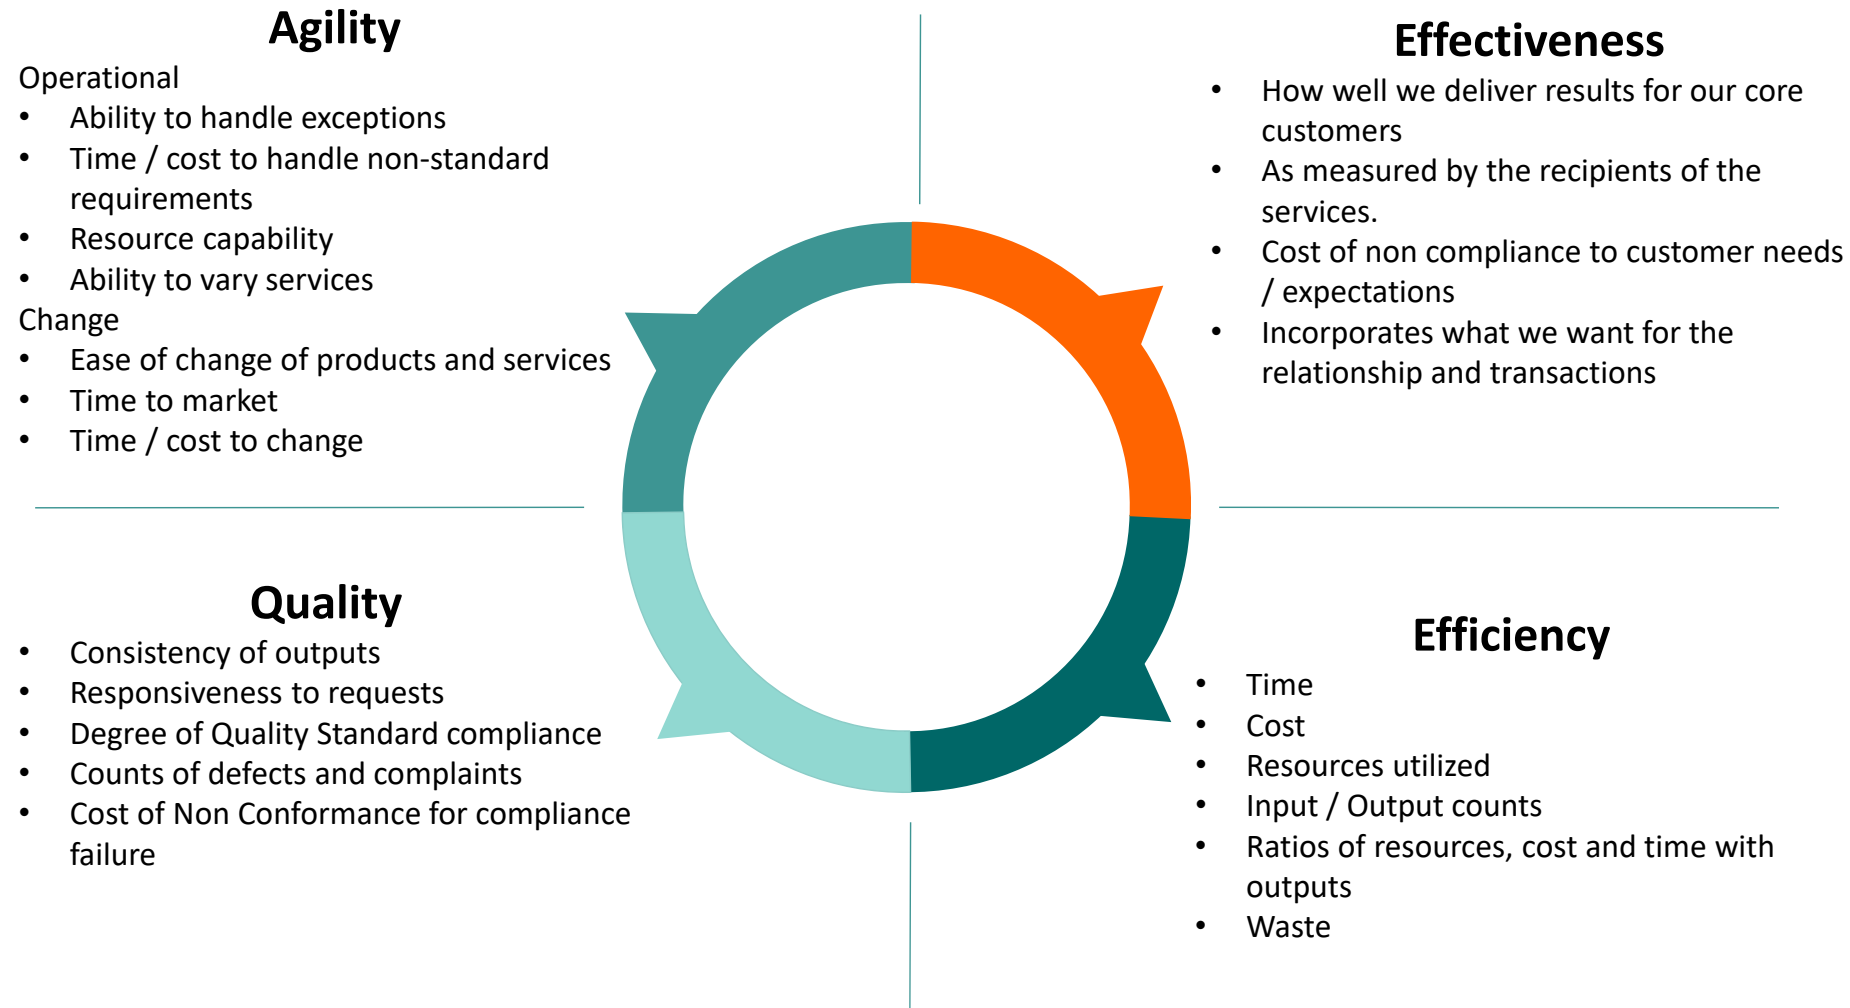 Agility
Operational
• Ability to handle exceptions
• Time / cost to handle non-standard
requirements
• Resource capability
• Ability to vary services
Change
• Ease of change of products and services
• Time to market
• Time / cost to change
Effectiveness
• How well we deliver results for our core
customers
• As measured by the recipients of the
services.
• Cost of non compliance to customer needs
/ expectations
• Incorporates what we want for the
relationship and transactions
Quality
• Consistency of outputs
• Responsiveness to requests
• Degree of Quality Standard compliance
• Counts of defects and complaints
• Cost of Non Conformance for compliance
failure
Efficiency
• Time
• Cost
• Resources utilized
• Input / Output counts
• Ratios of resources, cost and time with
outputs
• Waste